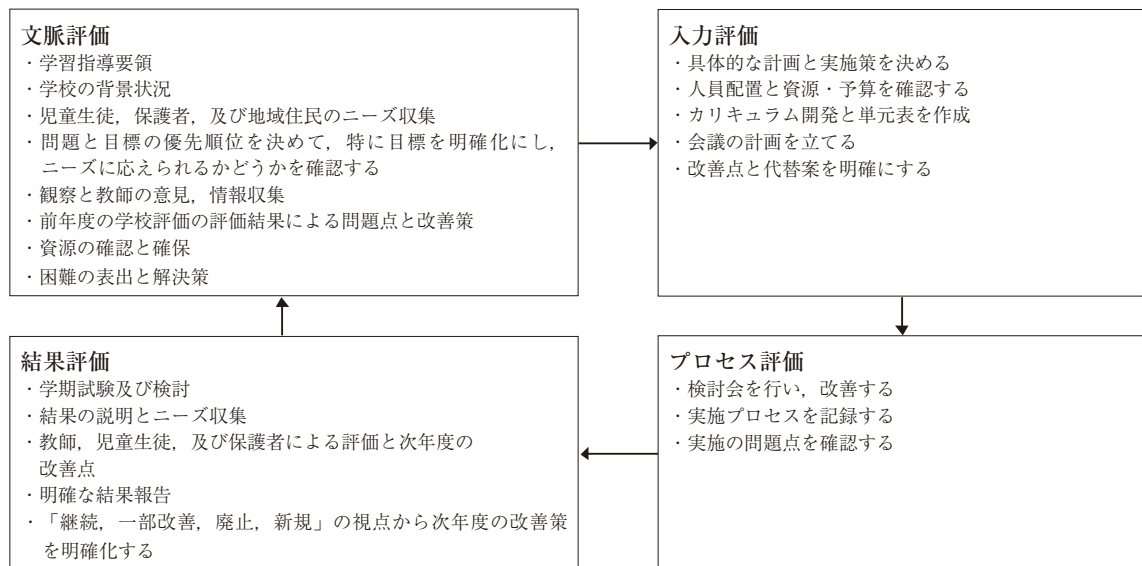 文脈評価
・学習指導要領
・学校の背景状況
・児童生徒，保護者，及び地域住民のニーズ収集
・問題と目標の優先順位を決めて，特に目標を明確化にし，
ニーズに応えられるかどうかを確認する
・観察と教師の意見，情報収集
・前年度の学校評価の評価結果による問題点と改善策
・資源の確認と確保
・困難の表出と解決策
入力評価
・具体的な計画と実施策を決める
・人員配置と資源・予算を確認する
・カリキュラム開発と単元表を作成
・会議の計画を立てる
・改善点と代替案を明確にする
結果評価
・学期試験及び検討
・結果の説明とニーズ収集
・教師，児童生徒，及び保護者による評価と次年度の
改善点
・明確な結果報告
・「継続，一部改善，廃止，新規」の視点から次年度の改善策
を明確化する
プロセス評価
・検討会を行い，改善する
・実施プロセスを記録する
・実施の問題点を確認する